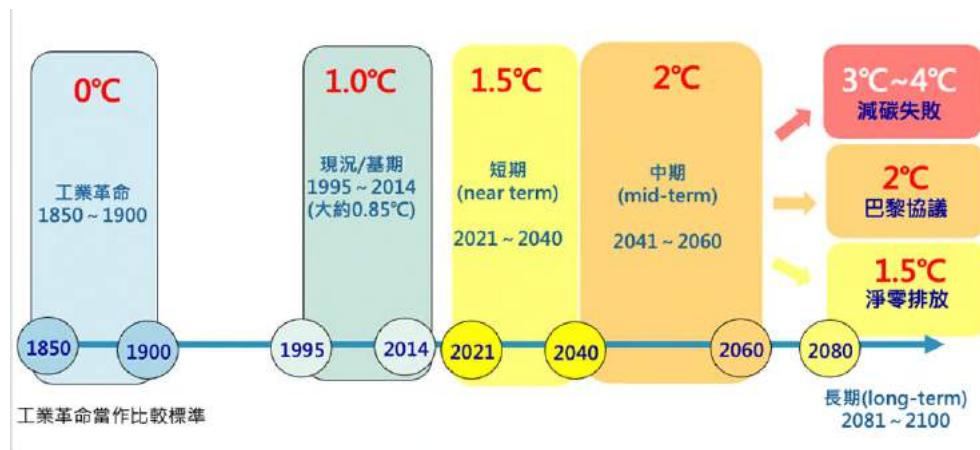 0℃
工業革命
1850～1900
1.0℃
現況/基期
1995～2014
(大約0.85℃)
1.5℃
短期
(near term)
2021～2040
2℃
中期
(mid-term)
2041～2060
3℃~4℃
減碳失敗
2℃
巴黎協議
1.5℃
淨零排放
1850
1900
1995
2014
2021
2040
2060
2080
工業革命當作比較標準
長期(long-term)
2081～2100